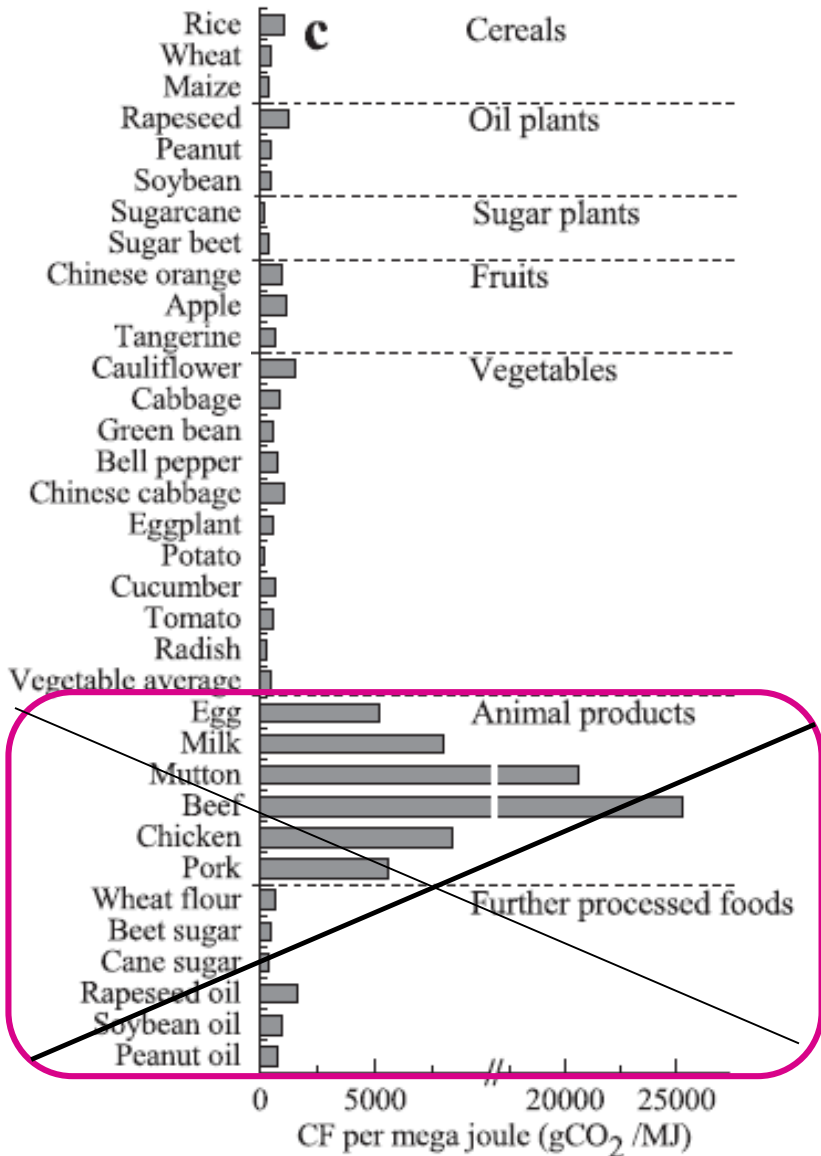 Rice c Cereals
Wheat
Maize
Rapeseed Oil plants
Peanut
Soybean
Sugarcane Sugar plants
Sugar beet
Chinese orange Fruits
Apple
Tangerine
Cauliflower Vegetables
Cabbage
Green bean
Bell pepper
Chinese cabbage
Eggplant
Potato
Cucumber
Tomato
Radish
Vegetable average
Egg Animal products
Milk
Mutton
Beef
Chicken
Pork
Wheat flour Further processed foods
Beet sugar
Cane sugar
Rapeseed oil
Soybean oil
Peanut oil
0 5000 // 20000 25000
CF per mega joule (gCO2 /MJ)